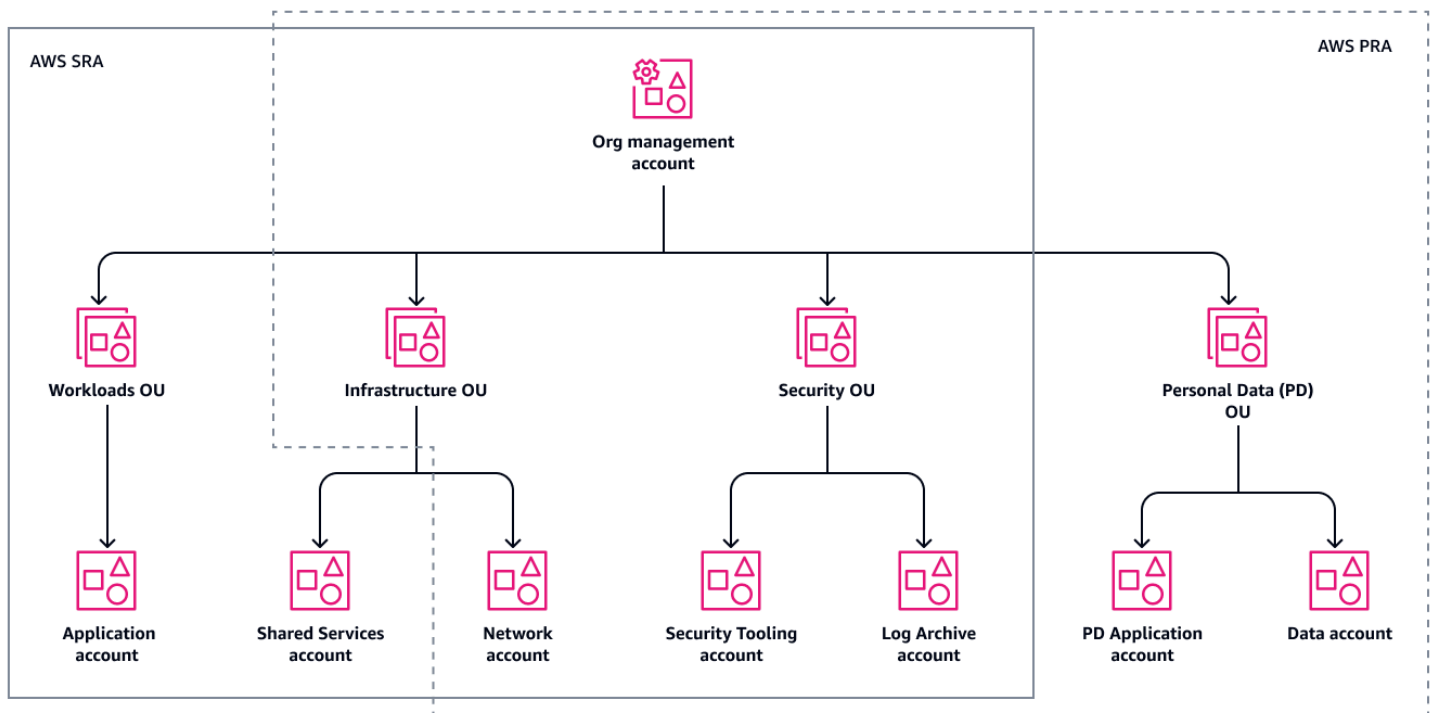 AWS PRA
AWS SRA
Org management
account
Workloads OU
Infrastructure OU
Security OU
Personal Data (PD)
OU
Application
account
Shared Services
account
Network
account
Security Tooling
account
Log Archive
account
PD Application
account
Data account